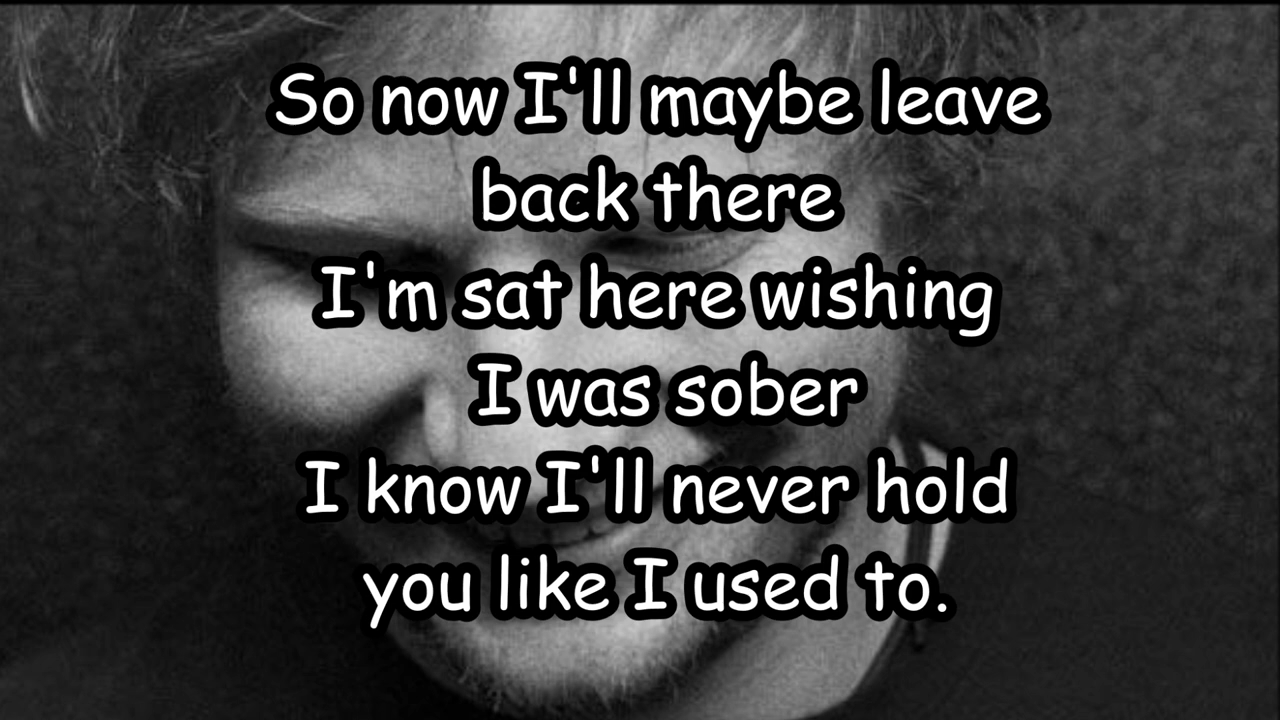 So now I'll maybe leave
back there
I'm sat here wishing
I was sober
I know I'll never hold
you like I used to.